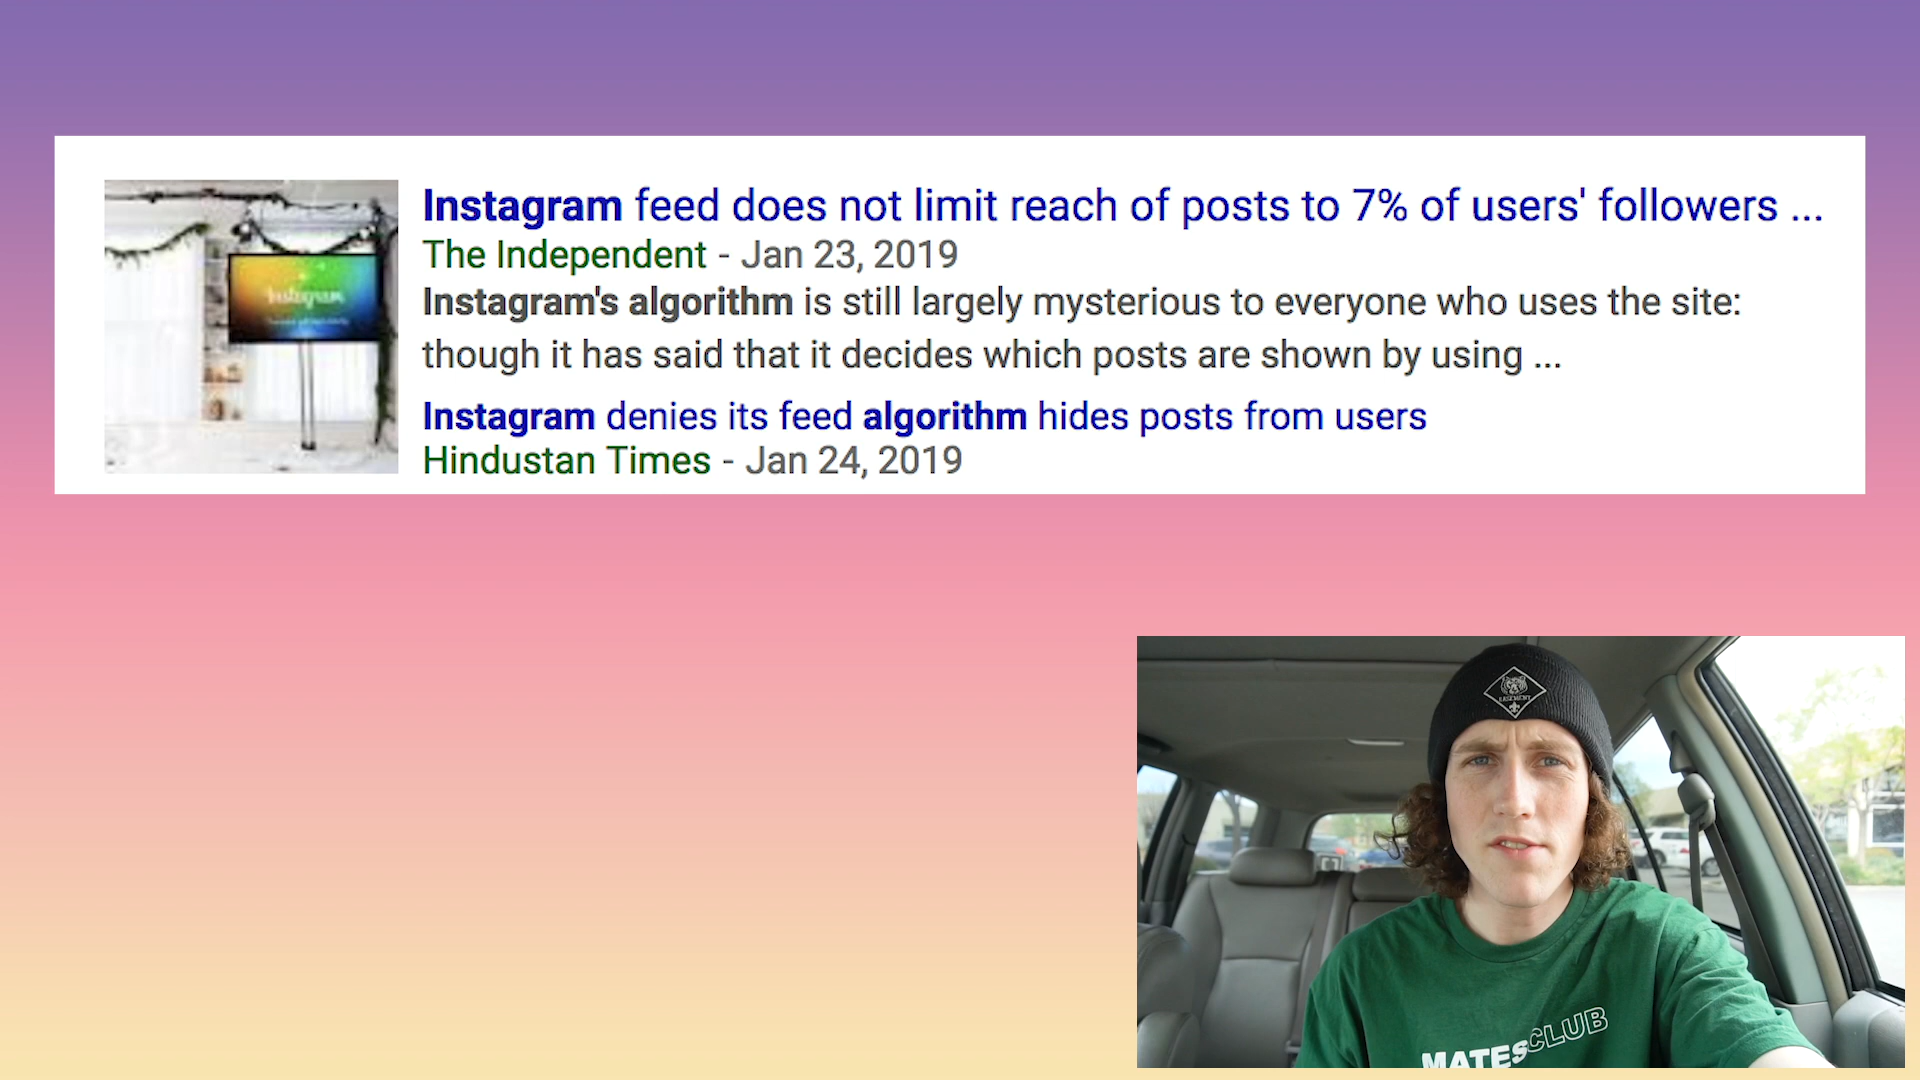 Instagram feed does not limit reach of posts to 7% of users' followers ...
The Independent - Jan 23, 2019
Instagram's algorithm is still largely mysterious to everyone who uses the site:
though it has said that it decides which posts are shown by using ...
Instagram denies its feed algorithm hides posts from users
Hindustan Times - Jan 24, 2019
Instagram
BASEMENT
MATES CLUB